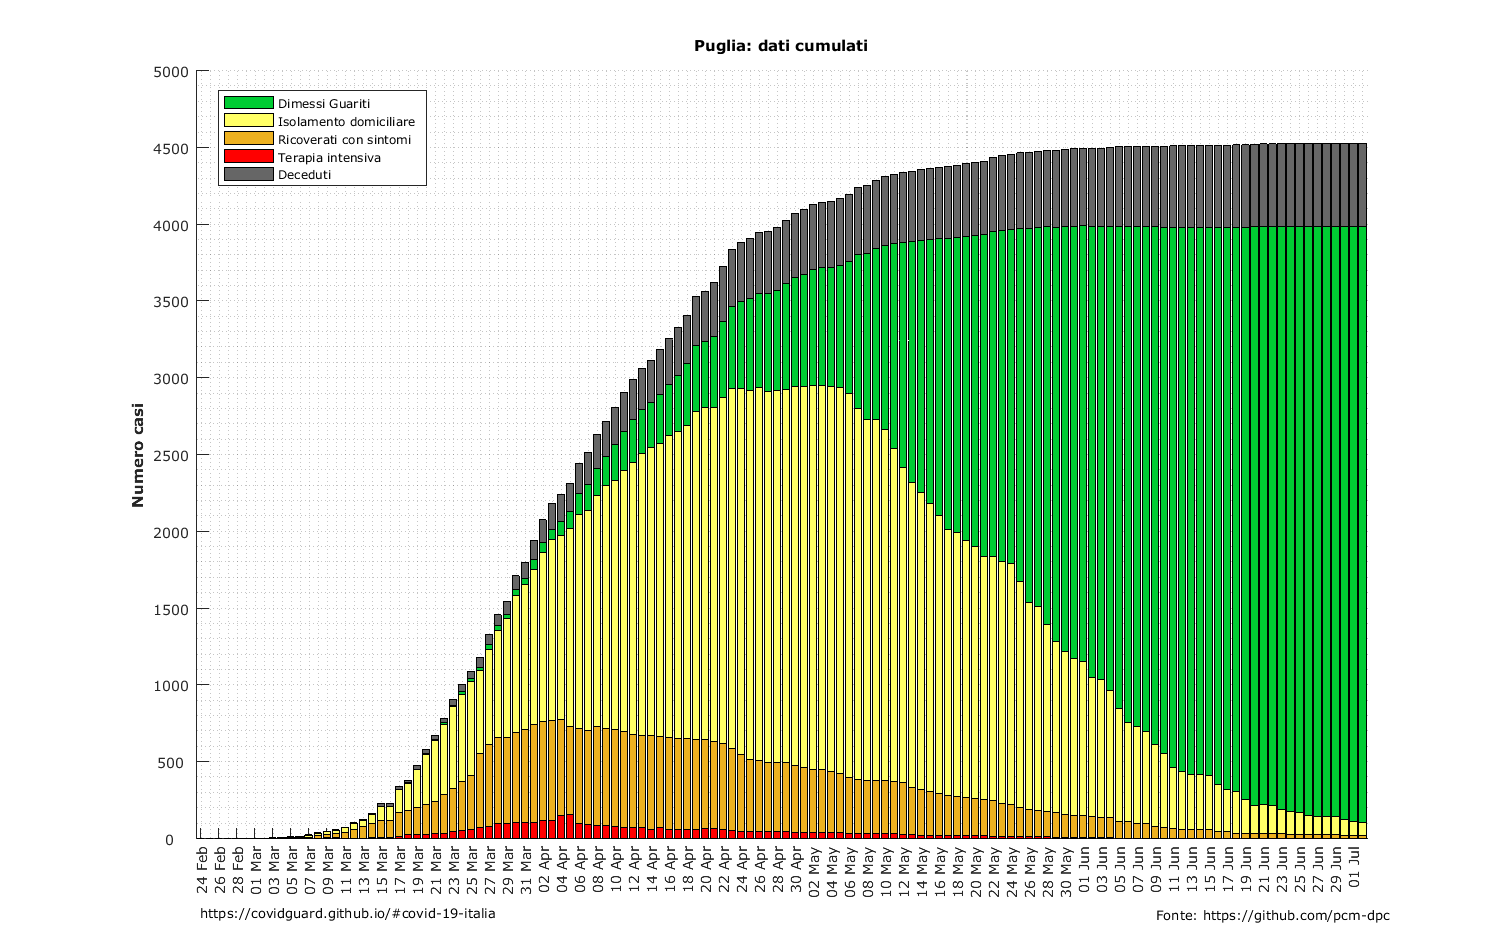 Puglia: dati cumulati
5000
4500
4000
3500
3000
2500
2000
1500
1000
500
0
Numero casi
Dimessi Guariti
Isolamento domiciliare
Ricoverati con sintomi
Terapia intensiva
Deceduti
24 Feb
26 Feb
28 Feb
01 Mar
03 Mar
05 Mar
07 Mar
09 Mar
11 Mar
13 Mar
15 Mar
17 Mar
19 Mar
21 Mar
23 Mar
25 Mar
27 Mar
29 Mar
31 Mar
02 Apr
04 Apr
06 Apr
08 Apr
10 Apr
12 Apr
14 Apr
16 Apr
18 Apr
20 Apr
22 Apr
24 Apr
26 Apr
28 Apr
30 Apr
02 May
04 May
06 May
08 May
10 May
12 May
14 May
16 May
18 May
20 May
22 May
24 May
26 May
28 May
30 May
01 Jun
03 Jun
05 Jun
07 Jun
09 Jun
11 Jun
13 Jun
15 Jun
17 Jun
19 Jun
21 Jun
23 Jun
25 Jun
27 Jun
29 Jun
01 Jul
https://covidguard.github.io/#covid-19-italia
Fonte: https://github.com/pcm-dpc